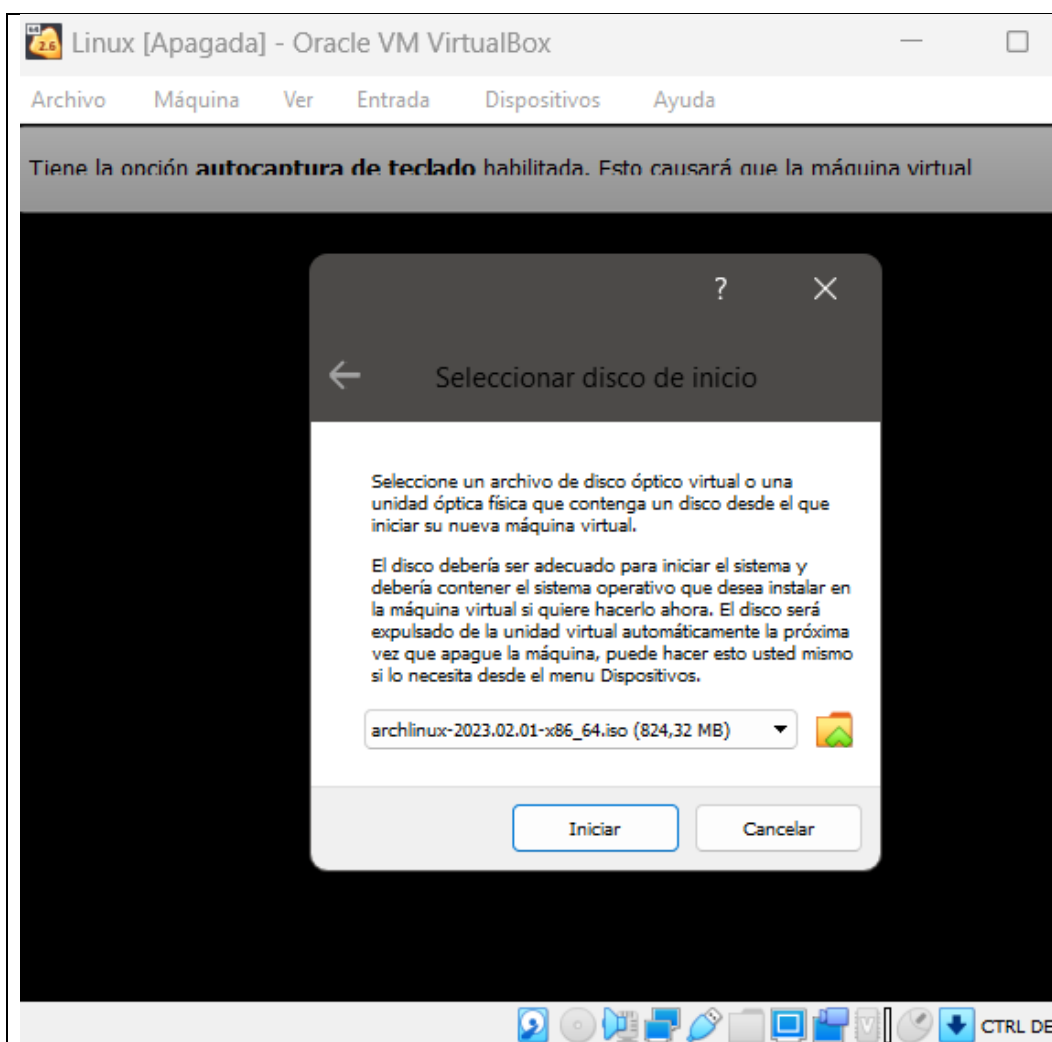 64
2.6
Linux [Apagada] - Oracle VM VirtualBox
Archivo Máquina Ver Entrada Dispositivos Ayuda
Tiene la opción autocaptura de teclado habilitada. Esto causará que la máquina virtual
?
Seleccionar disco de inicio
Seleccione un archivo de disco óptico virtual o una
unidad óptica física que contenga un disco desde el que
iniciar su nueva máquina virtual.
El disco debería ser adecuado para iniciar el sistema y
debería contener el sistema operativo que desea instalar en
la máquina virtual si quiere hacerlo ahora. El disco será
expulsado de la unidad virtual automáticamente la próxima
vez que apague la máquina, puede hacer esto usted mismo
si lo necesita desde el menu Dispositivos.
archlinux-2023.02.01-x86_64.iso (824,32 MB)
Iniciar Cancelar
V
CTRL DE